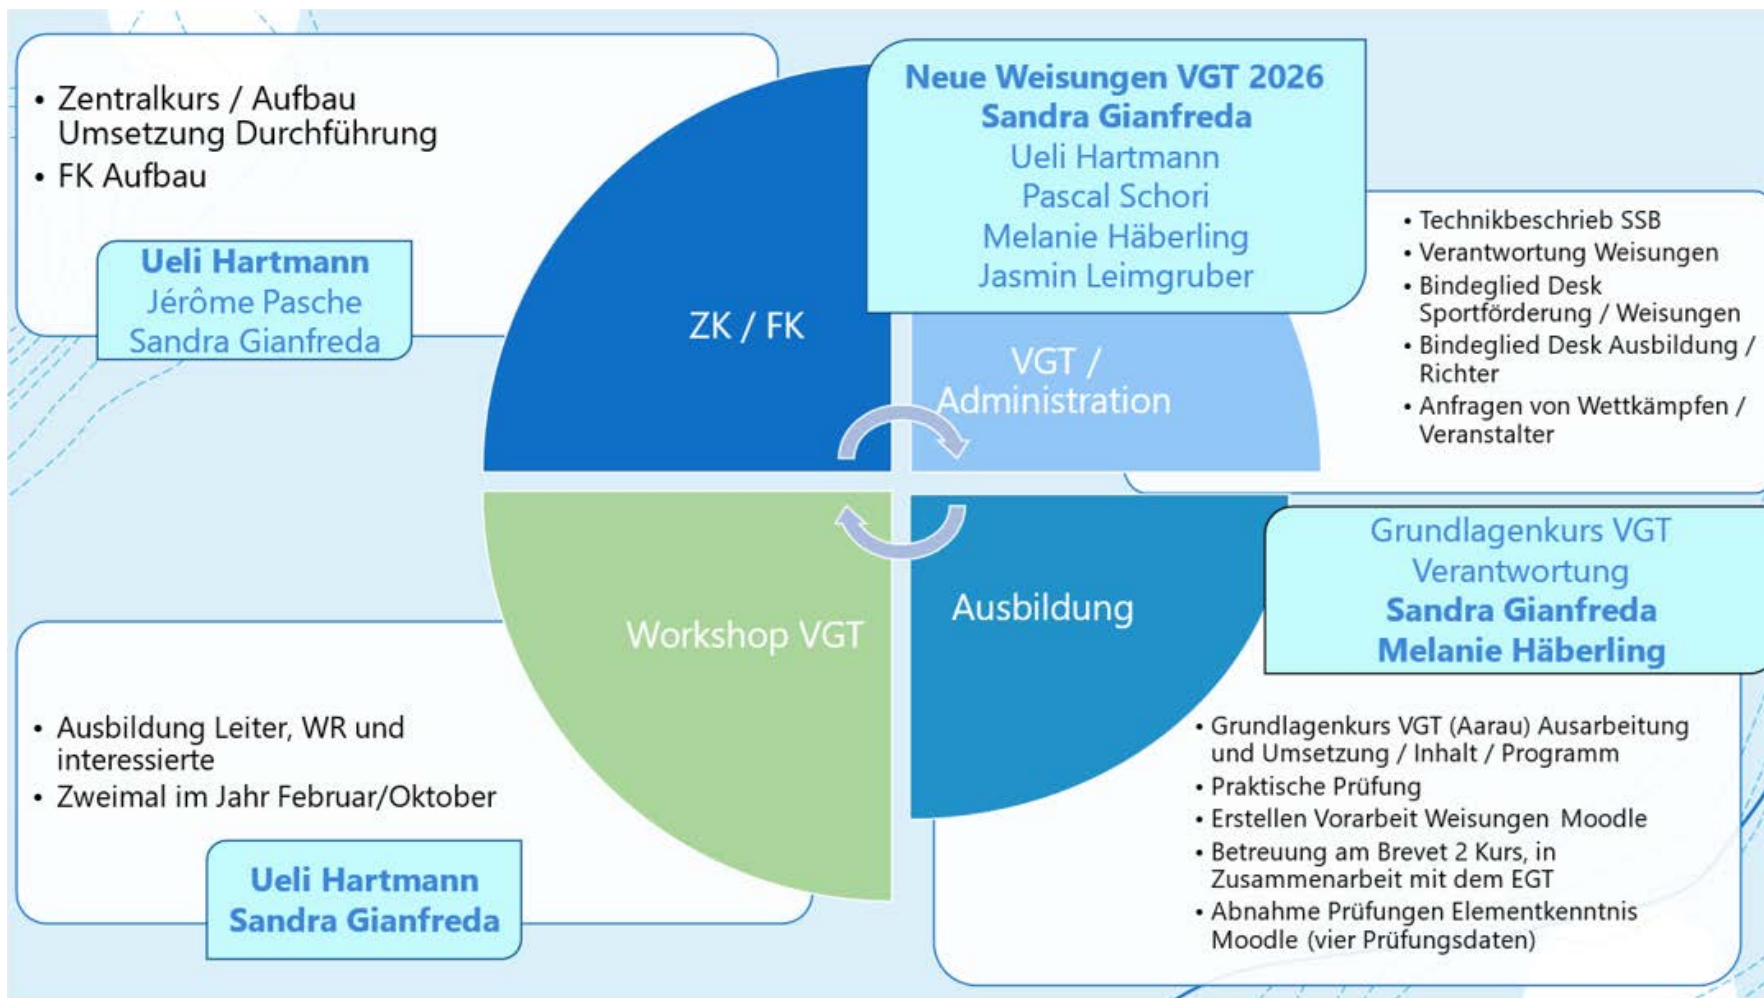 • Zentralkurs / Aufbau
Umsetzung Durchführung
• FK Aufbau
Ueli Hartmann
Jérôme Pasche
Sandra Gianfreda
ZK / FK
Neue Weisungen VGT 2026
Sandra Gianfreda
Ueli Hartmann
Pascal Schori
Melanie Häberling
Jasmin Leimgruber
VGT /
Administration
• Technikbeschrieb SSB
• Verantwortung Weisungen
• Bindeglied Desk
Sportförderung / Weisungen
• Bindeglied Desk Ausbildung /
Richter
• Anfragen von Wettkämpfen /
Veranstalter
Workshop VGT
• Ausbildung Leiter, WR und
interessierte
• Zweimal im Jahr Februar/Oktober
Ueli Hartmann
Sandra Gianfreda
Ausbildung
Grundlagenkurs VGT
Verantwortung
Sandra Gianfreda
Melanie Häberling
• Grundlagenkurs VGT (Aarau) Ausarbeitung
und Umsetzung / Inhalt / Programm
• Praktische Prüfung
• Erstellen Vorarbeit Weisungen Moodle
• Betreuung am Brevet 2 Kurs, in
Zusammenarbeit mit dem EGT
• Abnahme Prüfungen Elementkenntnis
Moodle (vier Prüfungsdaten)